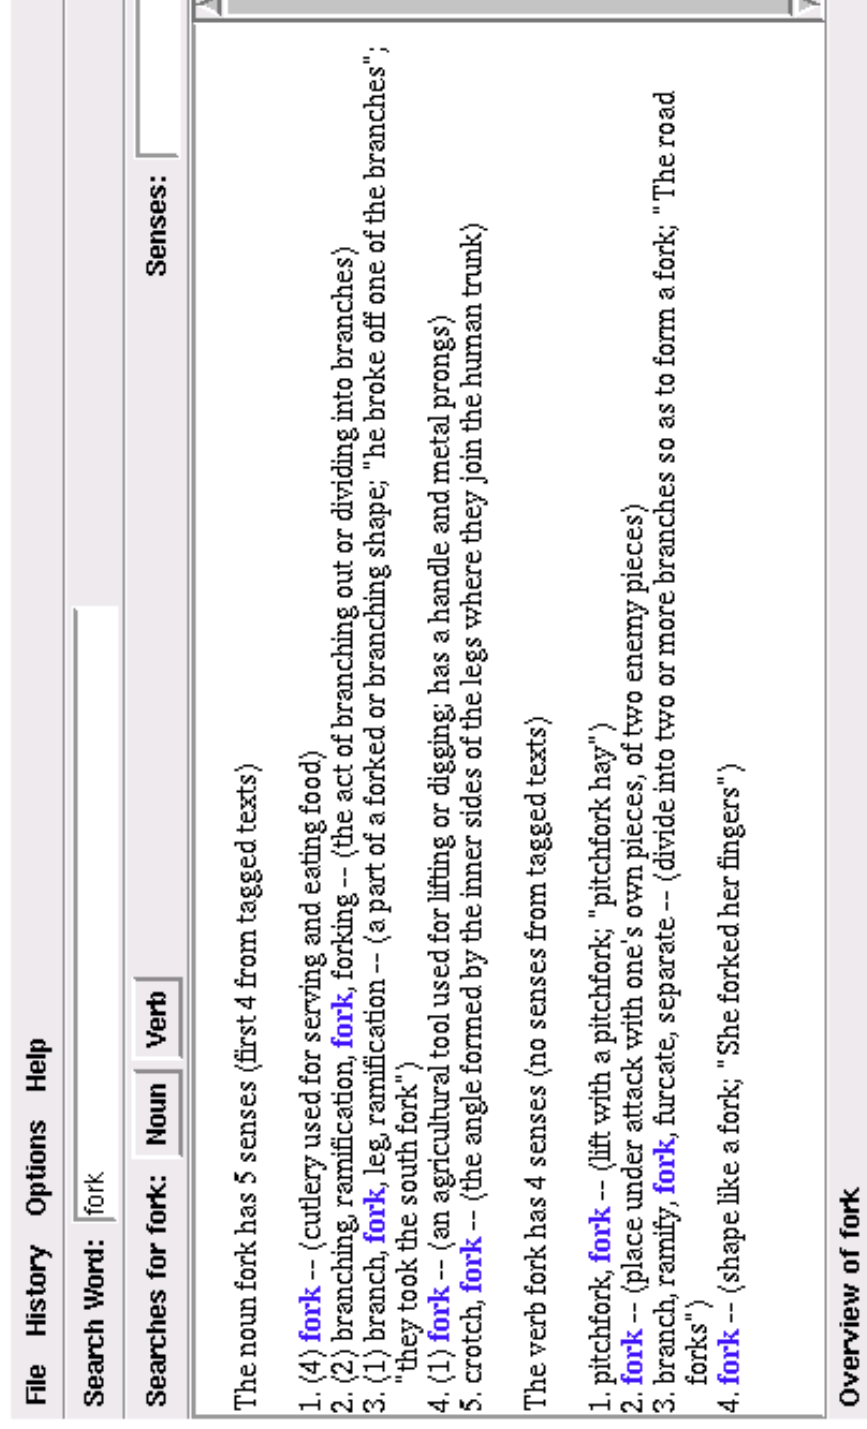 File History Options Help
Search Word: fork
Searches for fork: Noun Verb Senses:
The noun fork has 5 senses (first 4 from tagged texts)
1. (4) fork -- (cutlery used for serving and eating food)
2. (2) branching, ramification, fork, forking -- (the act of branching out or dividing into branches)
3. (1) branch, fork, leg, ramification -- (a part of a forked or branching shape; "he broke off one of the branches";
"they took the south fork")
4. (1) fork -- (an agricultural tool used for lifting or digging; has a handle and metal prongs)
5. crotch, fork -- (the angle formed by the inner sides of the legs where they join the human trunk)
The verb fork has 4 senses (no senses from tagged texts)
1. pitchfork, fork -- (lift with a pitchfork; "pitchfork hay")
2. fork -- (place under attack with one's own pieces, of two enemy pieces)
3. branch, ramify, fork, furcate, separate -- (divide into two or more branches so as to form a fork; "The road
forks")
4. fork -- (shape like a fork; "She forked her fingers")
Overview of fork